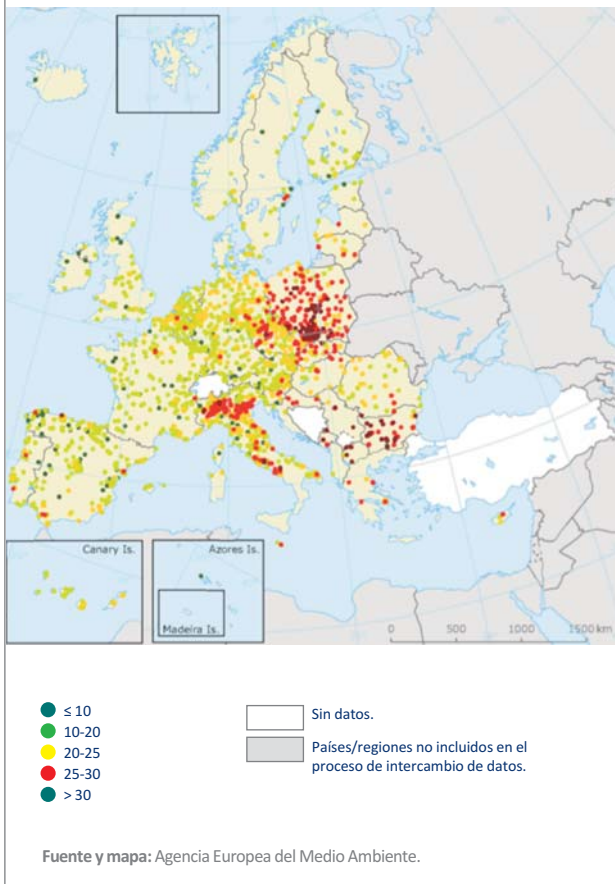 Canary Is.
Azores Is.
Madeira Is.
0 500 1000 1500 km
≤ 10
10-20
20-25
25-30
> 30
Sin datos.
Países/regiones no incluidos en el
proceso de intercambio de datos.
Fuente y mapa: Agencia Europea del Medio Ambiente.